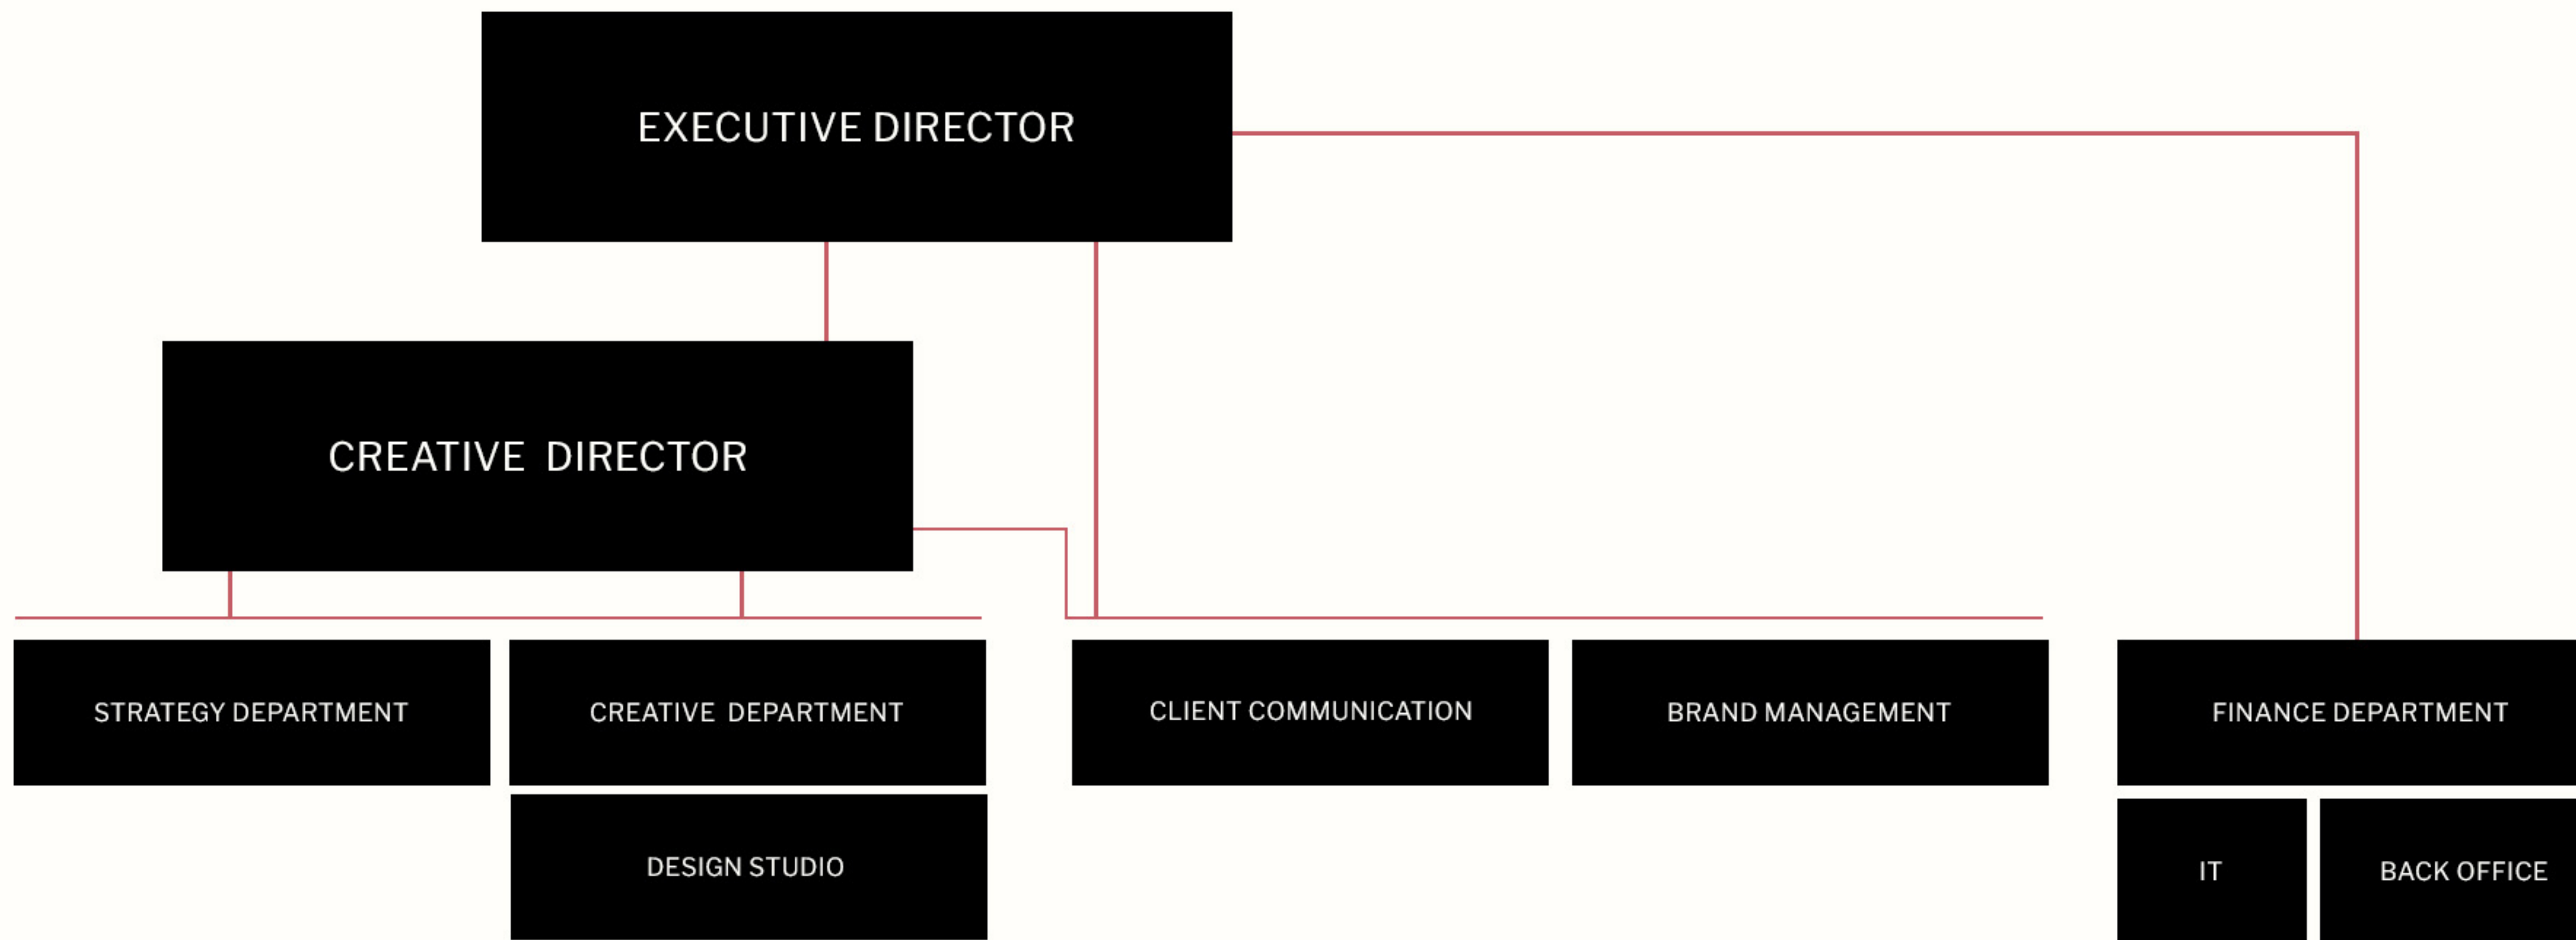 EXECUTIVE DIRECTOR
CREATIVE DIRECTOR
STRATEGY DEPARTMENT
CREATIVE DEPARTMENT
CLIENT COMMUNICATION
BRAND MANAGEMENT
FINANCE DEPARTMENT
DESIGN STUDIO
IT
BACK OFFICE